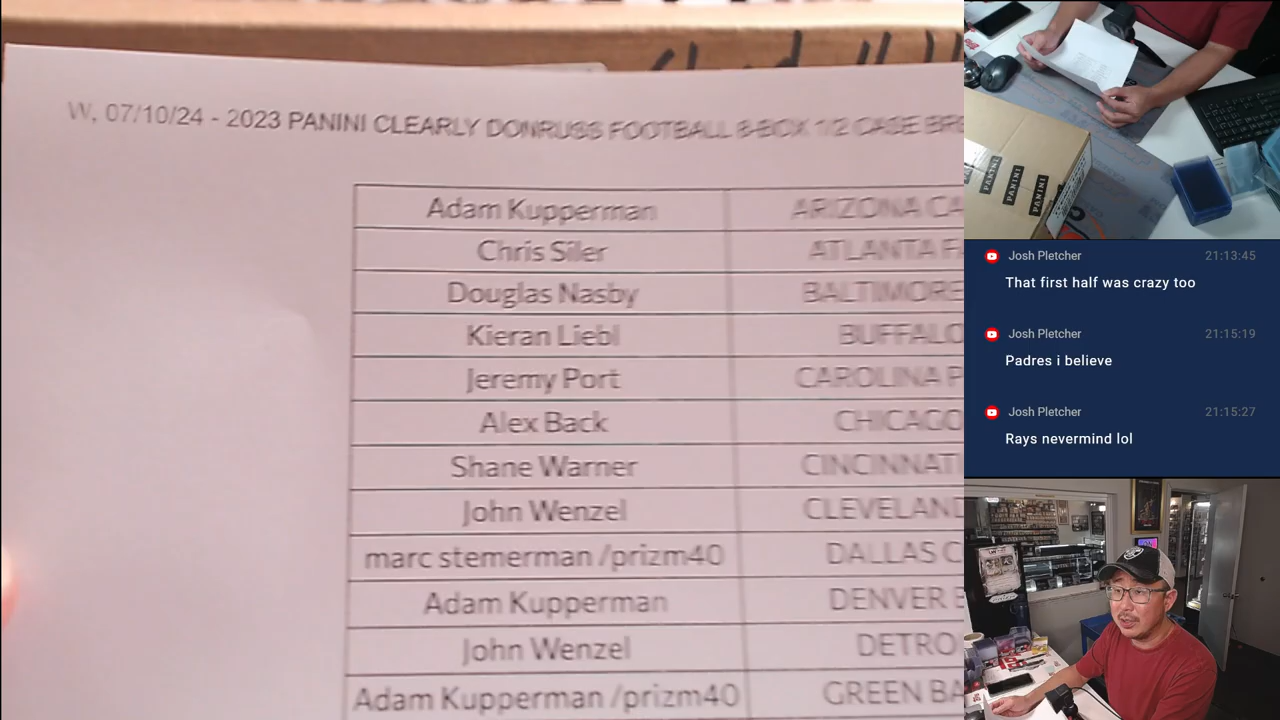 W, 07/10/24 - 2023 PANINI CLEARLY DONRUSS FOOTBALL 8-BOX 1/2 CASE BR
Adam Kupperman ARIZONA CA
Chris Siler ATLANTA F
Douglas Nasby BALTIMORE
Kieran Liebl BUFFALO
Jeremy Port CAROLINA P
Alex Back CHICAGO
Shane Warner CINCINNATI
John Wenzel CLEVELAND
marc stemerman /prizm40 DALLAS C
Adam Kupperman DENVER B
John Wenzel DETRO
Adam Kupperman /prizm40 GREEN BA
PANINI
PANINI
PANINI
Josh Pletcher 21:13:45
That first half was crazy too
Josh Pletcher 21:15:19
Padres i believe
Josh Pletcher 21:15:27
Rays nevermind lol